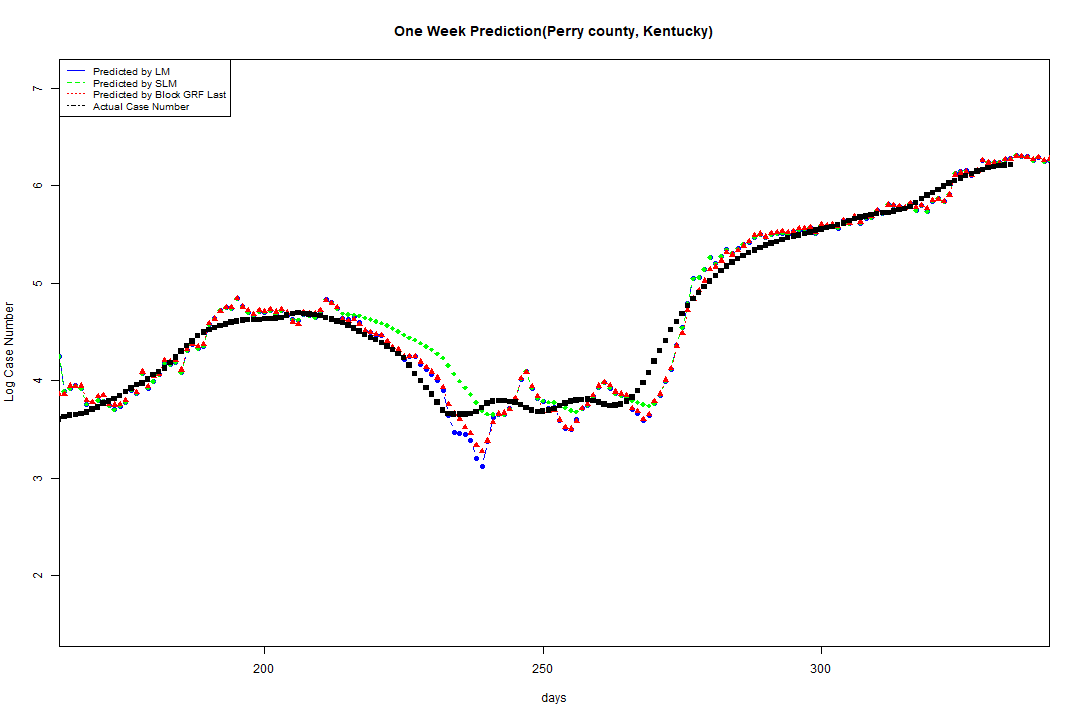 One Week Prediction(Perry county, Kentucky)
Predicted by LM
Predicted by SLM
Predicted by Block GRF Last
Actual Case Number
7
6
5
4
3
2
Log Case Number
200
250
300
days